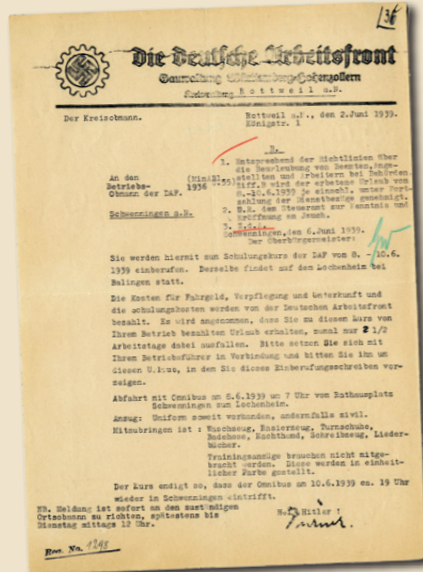 36
Die Deutsche Arbeitsfront
Gauwaltung Württemberg-Hohenzollern
Rottweil a.N.
Der Kreisobmann.
Rottweil a.N., den 2.Juni 1939.
Königstr. 1
An den
Betriebs-
Obmann der DAF.
Schwenningen a.N.
1. Entsprechend der Richtlinien über
die Beurlaubung von Beamten, Ange-
stellten und Arbeitern bei Behörden
(MinABl. 1936 S.55) Ziff.B wird der erbetene Urlaub von
8.-10.6.1939 je einschl. unter Fort-
zahlung der Dienstbezüge genehmigt.
2. dem Steueramt zur Kenntnis und
Eröffnung an Jauch.
3. Z.d.A.
Schwenningen, den 6.Juni 1939.
Der Oberbürgermeister:
Sie werden hiermit zum Schulungskurs der DAF vom 8. - 10.6.
1939 einberufen. Derselbe findet auf dem Lochenheim bei
Balingen statt.
Die Kosten für Fahrgeld, Verpflegung und Unterkunft und
die Schulungskosten werden von der Deutschen Arbeitsfront
bezahlt. Es wird angenommen, dass Sie zu diesem Kurs von
Ihrem Betrieb bezahlten Urlaub erhalten, zumal nur 2 1/2
Arbeitstage dabei ausfallen. Bitte setzen Sie sich mit
Ihrem Betriebsführer in Verbindung und bitten Sie ihn um
diesen Urlaub, in dem Sie dieses Einberufungsschreiben vor-
zeigen.
Abfahrt mit Omnibus am 8.6.1939 um 7 Uhr vom Rathausplatz
Schwenningen zum Lochenheim.
Anzug: Uniform soweit vorhanden, andernfalls zivil.
Mitzubringen ist : Waschzeug, Rasierzeug, Turnschuhe,
Badehose, Nachthemd, Schreibzeug, Lieder-
bücher.
Trainingsanzüge brauchen nicht mitge-
bracht werden. Diese werden in einheit-
licher Farbe gestellt.
Der Kurs endigt so, dass der Omnibus am 10.6.1939 ca. 19 Uhr
wieder in Schwenningen eintrifft.
NB. Meldung ist sofort an den zuständigen
Ortsobmann zu richten, spätestens bis
Dienstag mittags 12 Uhr.
Heil Hitler !
Reg. No. 1298